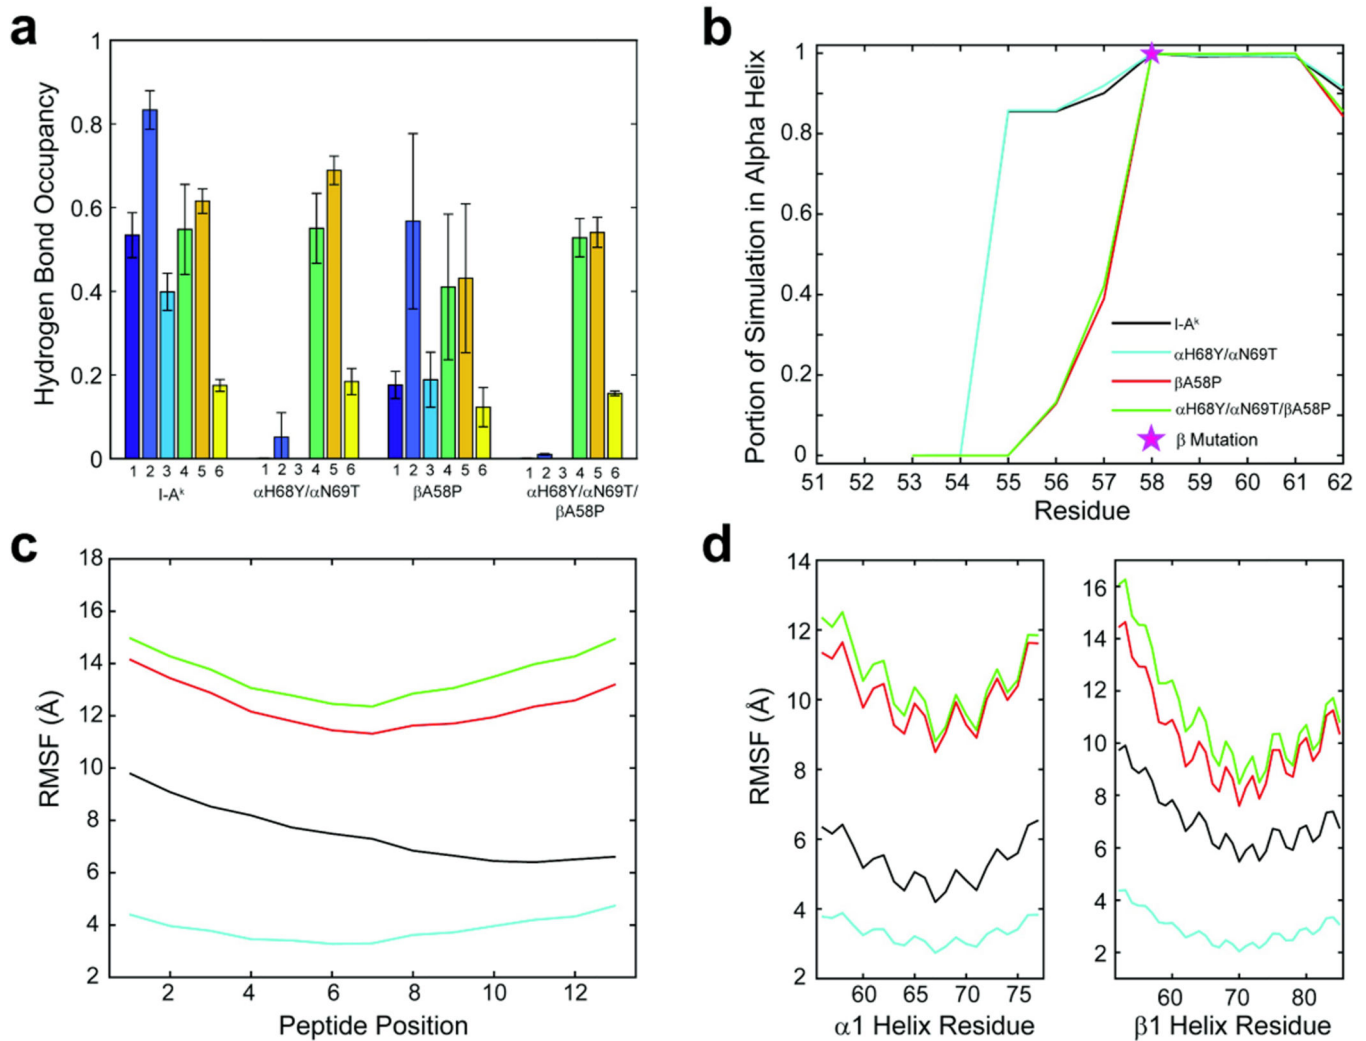 a
1
0.8
0.6
0.4
0.2
0
Hydrogen Bond Occupancy
1 2 3 4 5 6
1 2 3 4 5 6
1 2 3 4 5 6
1 2 3 4 5 6
I-Aᵏ
αH68Y/αN69T
βA58P
αH68Y/αN69T/
βA58P
b
1
0.8
0.6
0.4
0.2
0
Portion of Simulation in Alpha Helix
51 52 53 54 55 56 57 58 59 60 61 62
Residue
I-Aᵏ
αH68Y/αN69T
βA58P
αH68Y/αN69T/βA58P
β Mutation
c
18
16
14
12
10
8
6
4
2
RMSF (Å)
2 4 6 8 10 12
Peptide Position
d
14
12
10
8
6
4
2
RMSF (Å)
60 65 70 75
α1 Helix Residue
16
14
12
10
8
6
4
2
60 70 80
β1 Helix Residue